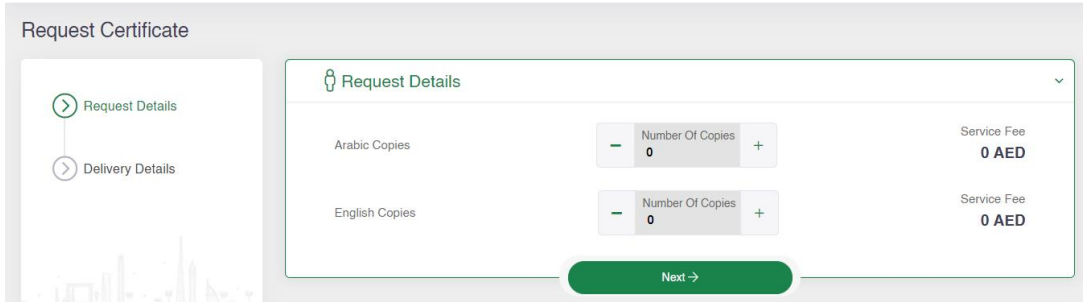 Request Certificate
Request Details
Delivery Details
Request Details
Arabic Copies
Number Of Copies
0
Service Fee
0 AED
English Copies
Number Of Copies
0
Service Fee
0 AED
Next